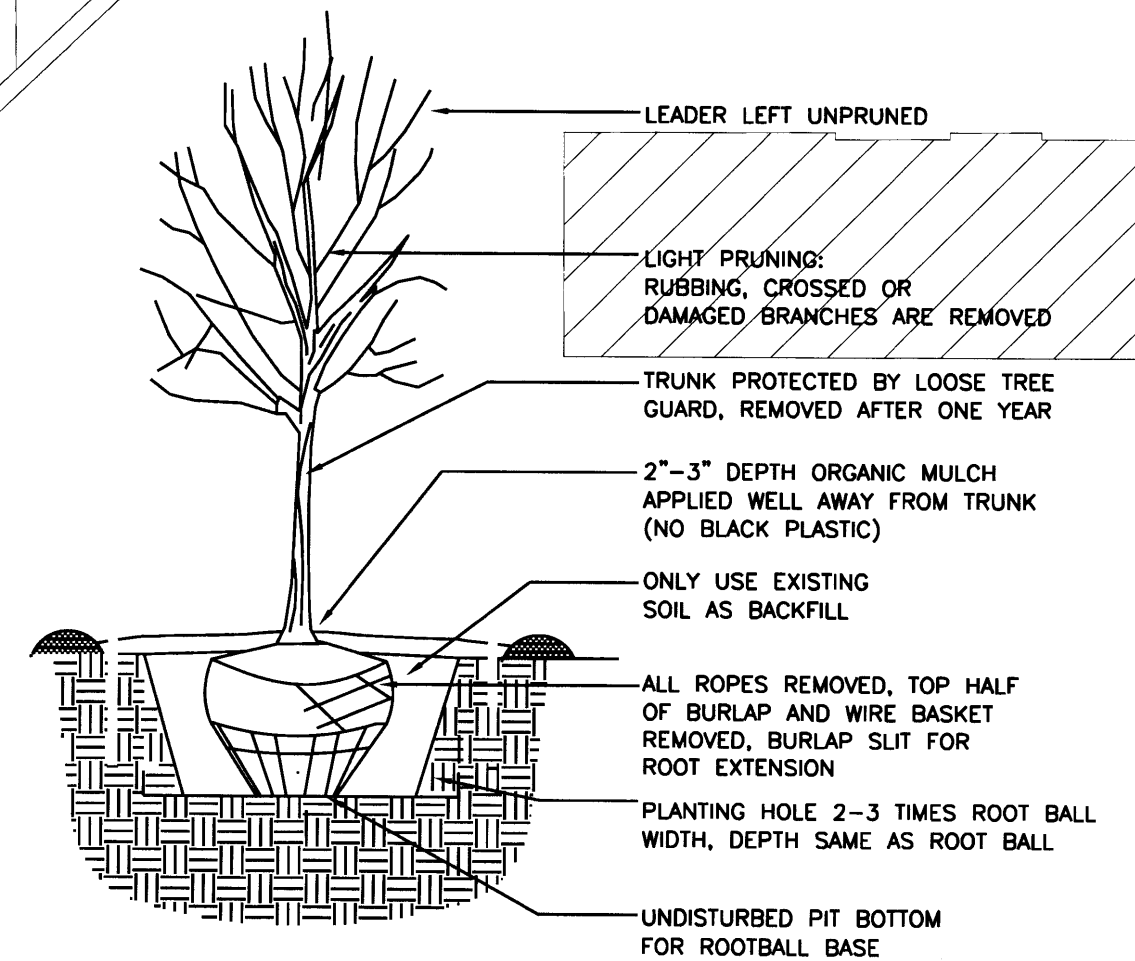 LEADER LEFT UNPRUNED
LIGHT PRUNING:
RUBBING, CROSSED OR
DAMAGED BRANCHES ARE REMOVED
TRUNK PROTECTED BY LOOSE TREE
GUARD, REMOVED AFTER ONE YEAR
2"-3" DEPTH ORGANIC MULCH
APPLIED WELL AWAY FROM TRUNK
(NO BLACK PLASTIC)
ONLY USE EXISTING
SOIL AS BACKFILL
ALL ROPES REMOVED, TOP HALF
OF BURLAP AND WIRE BASKET
REMOVED, BURLAP SLIT FOR
ROOT EXTENSION
PLANTING HOLE 2-3 TIMES ROOT BALL
WIDTH, DEPTH SAME AS ROOT BALL
UNDISTURBED PIT BOTTOM
FOR ROOTBALL BASE